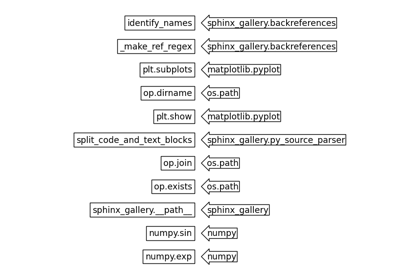 identify_names sphinx_gallery.backreferences
_make_ref_regex sphinx_gallery.backreferences
plt.subplots matplotlib.pyplot
op.dirname os.path
plt.show matplotlib.pyplot
split_code_and_text_blocks sphinx_gallery.py_source_parser
op.join os.path
op.exists os.path
sphinx_gallery.__path__ sphinx_gallery
numpy.sin numpy
numpy.exp numpy